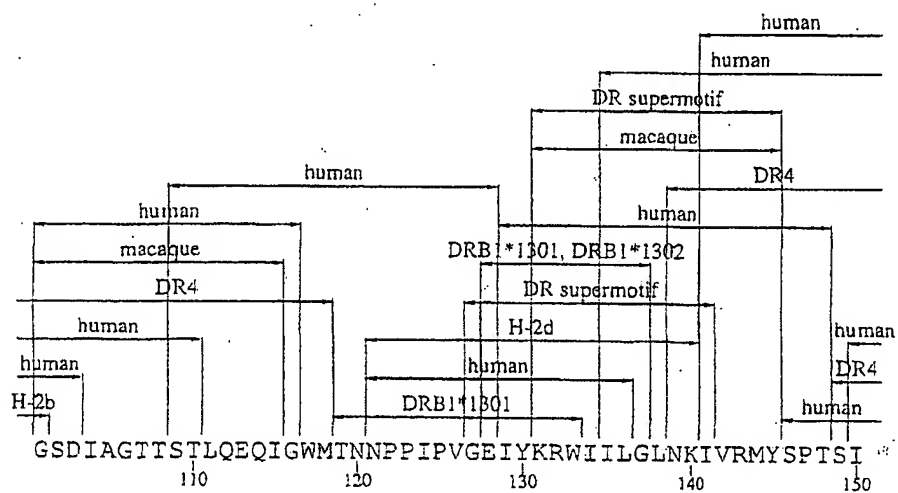 human
human
DR supermotif
macaque
human
DR4
human
human
macaque
DRB1*1301, DRB1*1302
DR4
DR supermotif
human
H-2d
human
human
human
DR4
H-2b
DRB1*1301
human
GSDIAGTTSTLQEQIGWMTNNPPIPVGEIYKRWIILGLNKIVRMYSPTSI
110 120 130 140 150